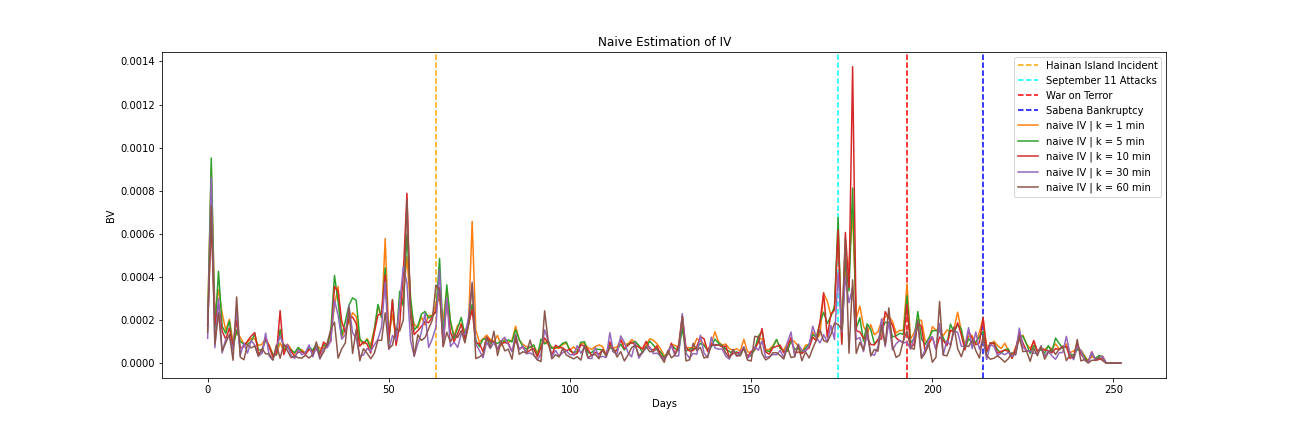 Naive Estimation of IV
0.0014
0.0012
0.0010
0.0008
0.0006
0.0004
0.0002
0.0000
BV
0
50
100
150
200
250
Days
Hainan Island Incident
September 11 Attacks
War on Terror
Sabena Bankruptcy
naive IV | k = 1 min
naive IV | k = 5 min
naive IV | k = 10 min
naive IV | k = 30 min
naive IV | k = 60 min